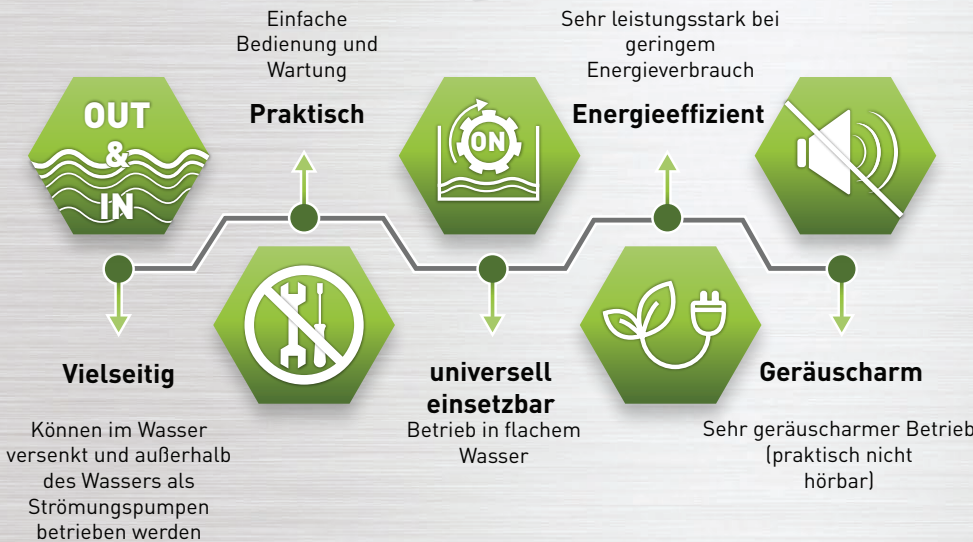 OUT
&
IN
Vielseitig
Können im Wasser
versenkt und außerhalb
des Wassers als
Strömungspumpen
betrieben werden
Einfache
Bedienung und
Wartung
Praktisch
ON
universell
einsetzbar
Betrieb in flachem
Wasser
Sehr leistungsstark bei
geringem
Energieverbrauch
Energieeffizient
Geräuscharm
Sehr geräuscharmer Betrieb
(praktisch nicht
hörbar)